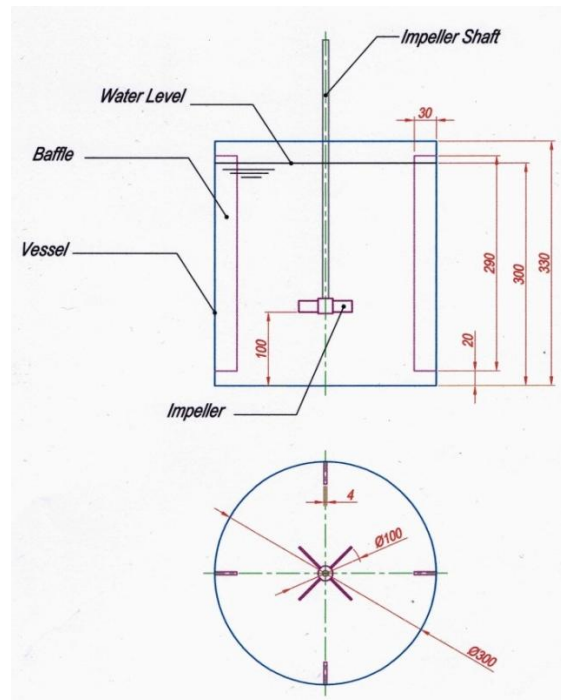 Impeller Shaft
Water Level
30
Baffle
Vessel
290
300
330
100
20
Impeller
4
Ø100
Ø300